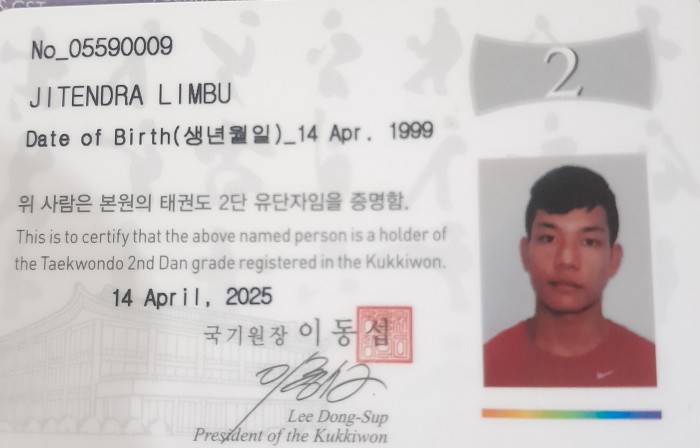 No_05590009
2
JITENDRA LIMBU
Date of Birth(생년월일)_14 Apr. 1999
위 사람은 본원의 태권도 2단 유단자임을 증명함.
This is to certify that the above named person is a holder of
the Taekwondo 2nd Dan grade registered in the Kukkiwon.
14 April, 2025
국기원장 이동섭
Lee Dong-Sup
President of the Kukkiwon